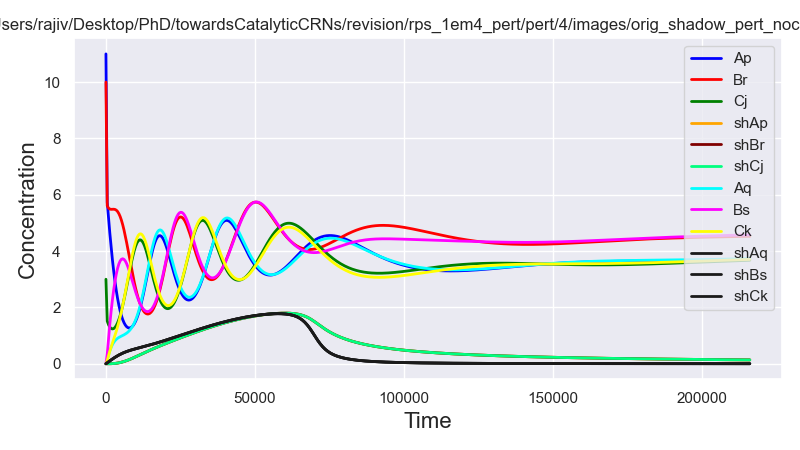 sers/rajiv/Desktop/PhD/towardsCatalyticCRNs/revision/rps_1em4_pert/pert/4/images/orig_shadow_pert_noc
Concentration
10
8
6
4
2
0
Ap
Br
Cj
shAp
shBr
shCj
Aq
Bs
Ck
shAq
shBs
shCk
0
50000
100000
150000
200000
Time